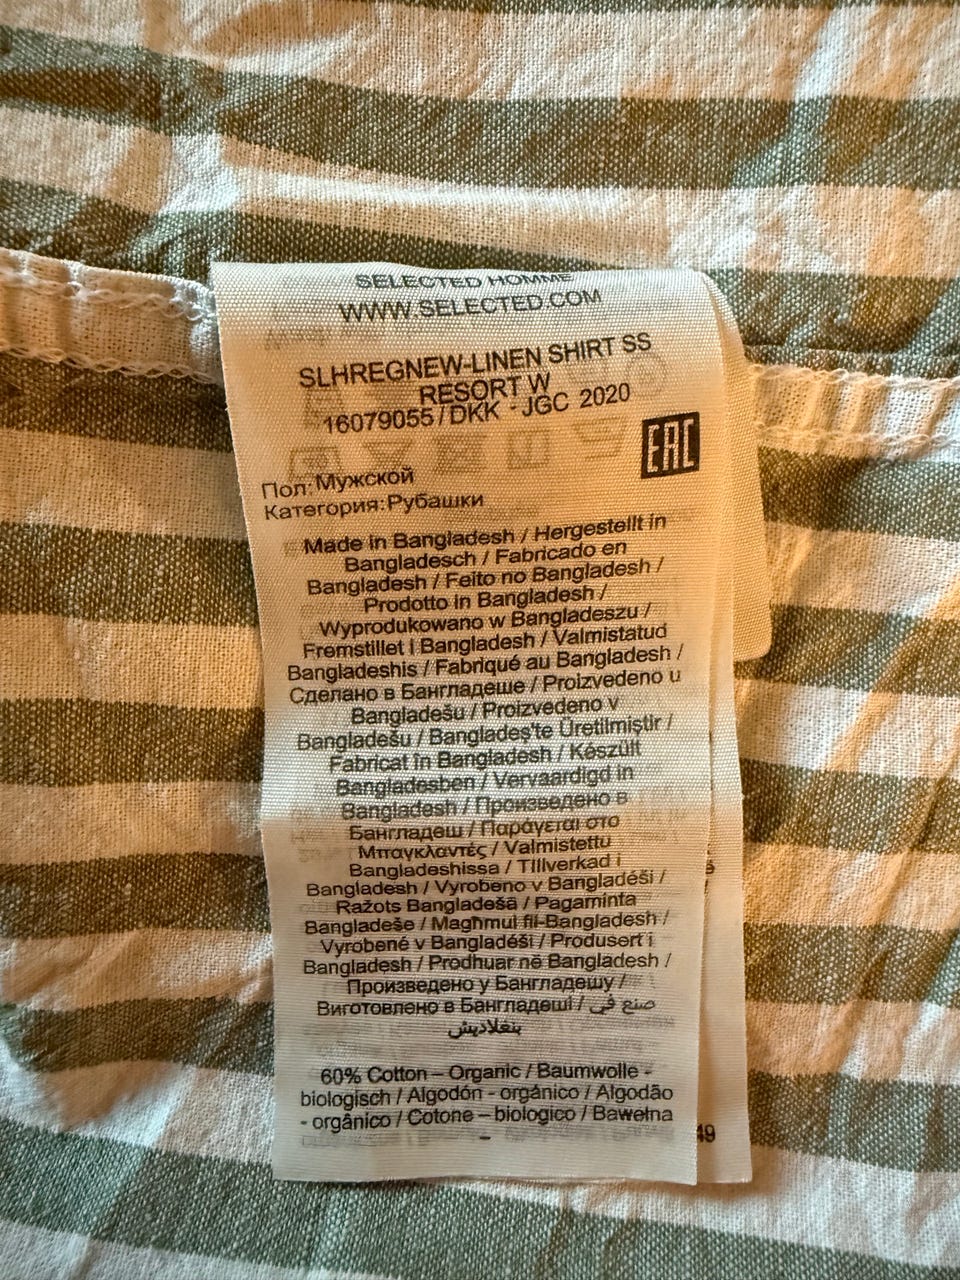 SELECTED HOMME
WWW.SELECTED.COM
SLHREGNEW-LINEN SHIRT SS
RESORT W
16079055 / DKK - JGC 2020
EAC
Пол: Мужской
Категория:Рубашки
Made in Bangladesh / Hergestellt in
Bangladesch / Fabricado en
Bangladesh / Feito no Bangladesh /
Prodotto in Bangladesh /
Wyprodukowano w Bangladeszu /
Fremstillet i Bangladesh / Valmistatud
Bangladeshis / Fabriqué au Bangladesh /
Сделано в Бангладеше / Proizvedeno u
Bangladešu / Proizvedeno v
Bangladešu / Bangladeş'te Üretilmiştir /
Fabricat în Bangladesh / Készült
Bangladesben / Vervaardigd in
Bangladesh / Произведено в
Бангладеш / Παράγεται στο
Μπαγκλαντές / Valmistettu
Bangladeshissa / Tillverkad i
Bangladesh / Vyrobeno v Bangladéši /
Ražots Bangladešā / Pagaminta
Bangladeše / Magħmul fil-Bangladesh /
Vyrobené v Bangladéši / Produsert i
Bangladesh / Prodhuar në Bangladesh /
Произведено у Бангладешу /
Виготовлено в Бангладеші / صنع في
بنغلاديش
60% Cotton – Organic / Baumwolle -
biologisch / Algodón - orgánico / Algodão
- orgânico / Cotone – biologico / Bawełna
-
49